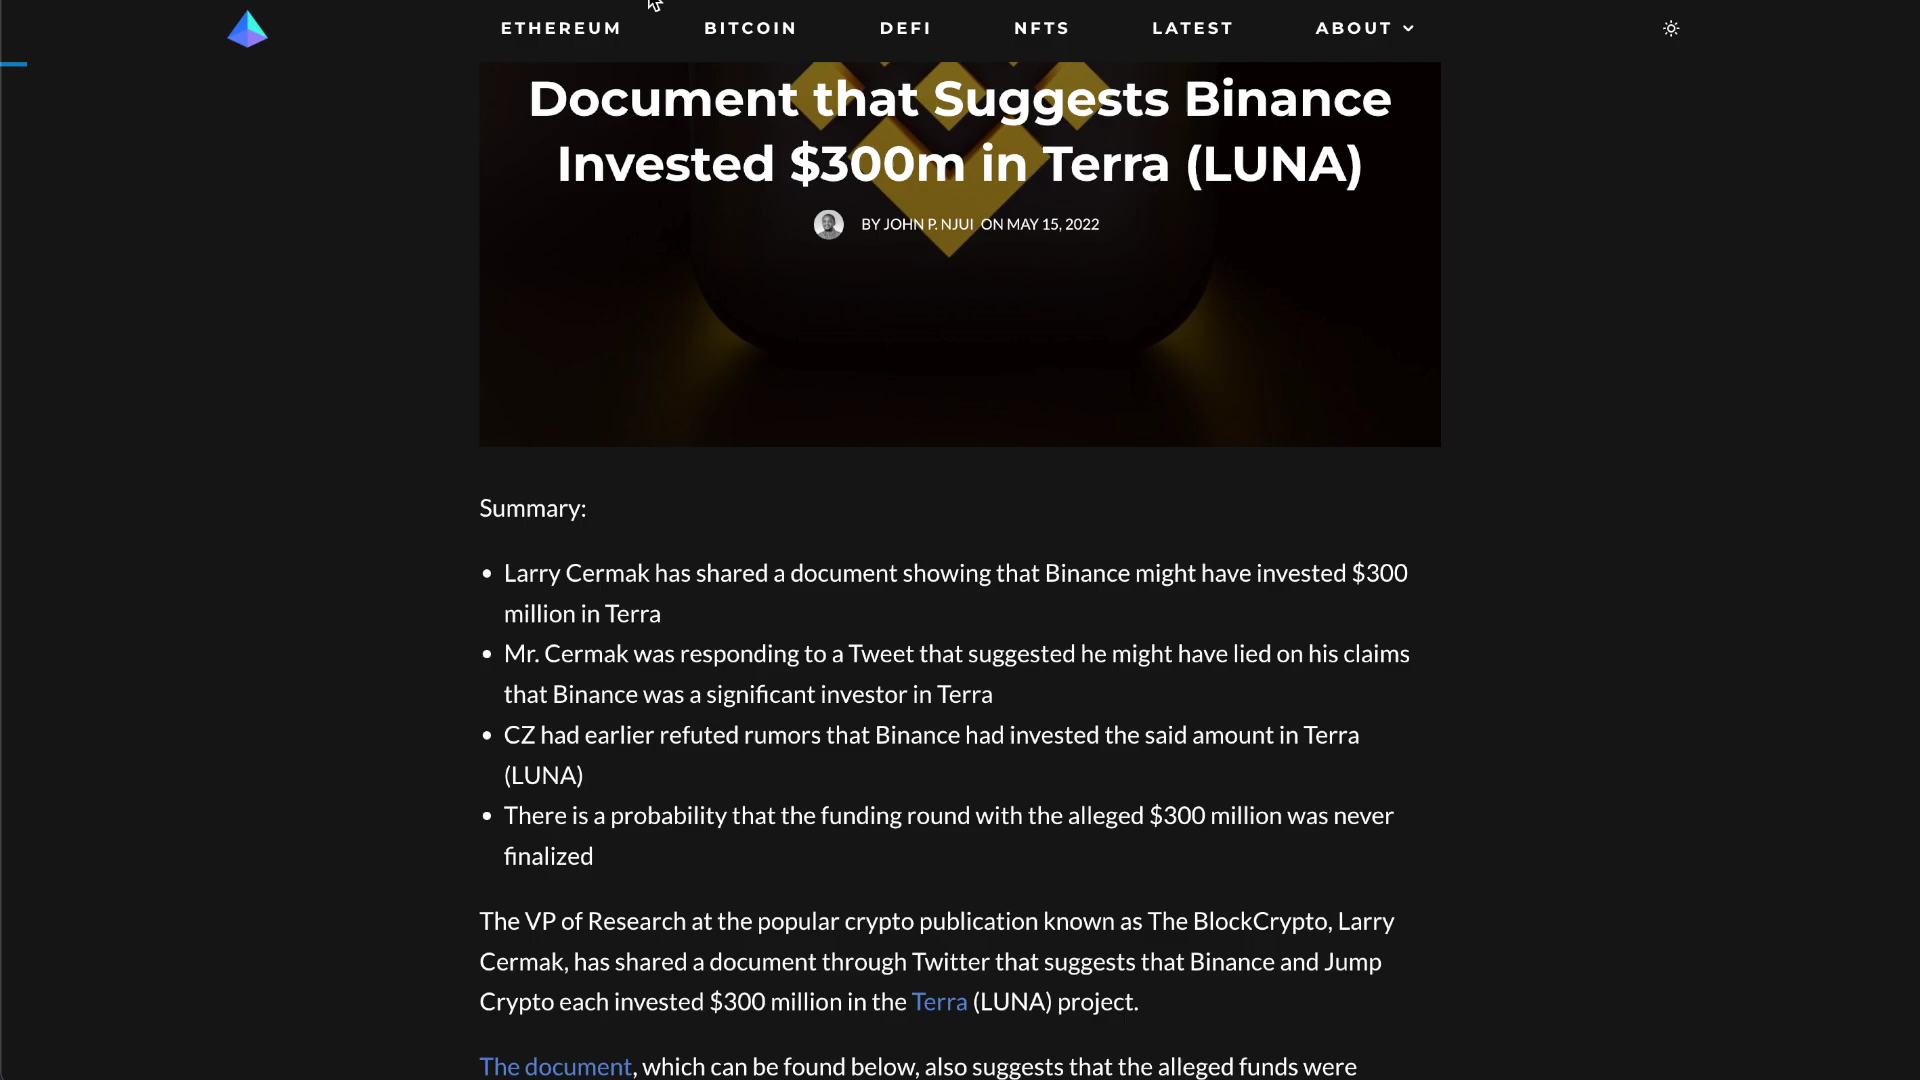 ETHEREUM BITCOIN DEFI NFTS LATEST ABOUT
Document that Suggests Binance
Invested $300m in Terra (LUNA)
BY JOHN P. NJUI ON MAY 15, 2022
Summary:
• Larry Cermak has shared a document showing that Binance might have invested $300
million in Terra
• Mr. Cermak was responding to a Tweet that suggested he might have lied on his claims
that Binance was a significant investor in Terra
• CZ had earlier refuted rumors that Binance had invested the said amount in Terra
(LUNA)
• There is a probability that the funding round with the alleged $300 million was never
finalized
The VP of Research at the popular crypto publication known as The BlockCrypto, Larry
Cermak, has shared a document through Twitter that suggests that Binance and Jump
Crypto each invested $300 million in the Terra (LUNA) project.
The document, which can be found below, also suggests that the alleged funds were